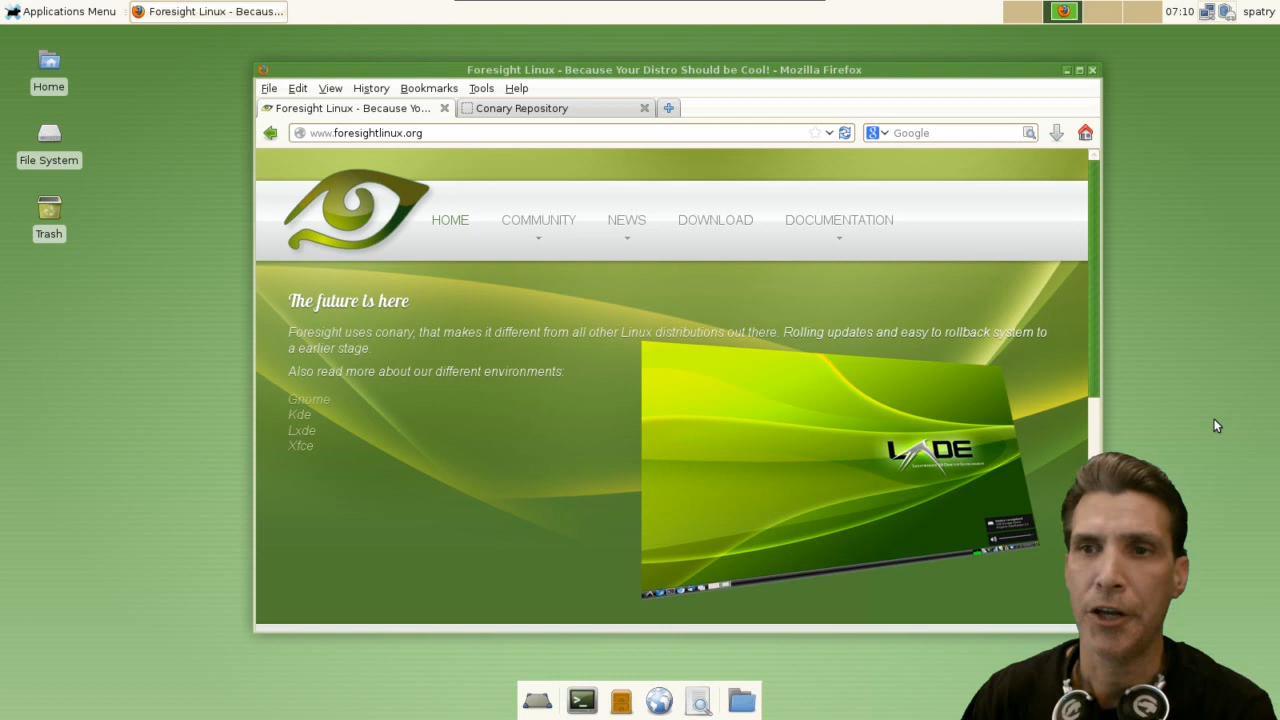 Applications Menu
Foresight Linux - Becaus...
07:10
spatry
Home
File System
Trash
Foresight Linux - Because Your Distro Should be Cool! - Mozilla Firefox
File Edit View History Bookmarks Tools Help
Foresight Linux - Because Yo...
Conary Repository
www.foresightlinux.org
Google
HOME COMMUNITY NEWS DOWNLOAD DOCUMENTATION
The future is here
Foresight uses conary, that makes it different from all other Linux distributions out there. Rolling updates and easy to rollback system to
a earlier stage.
Also read more about our different environments:
Gnome
Kde
Lxde
Xfce
LXDE